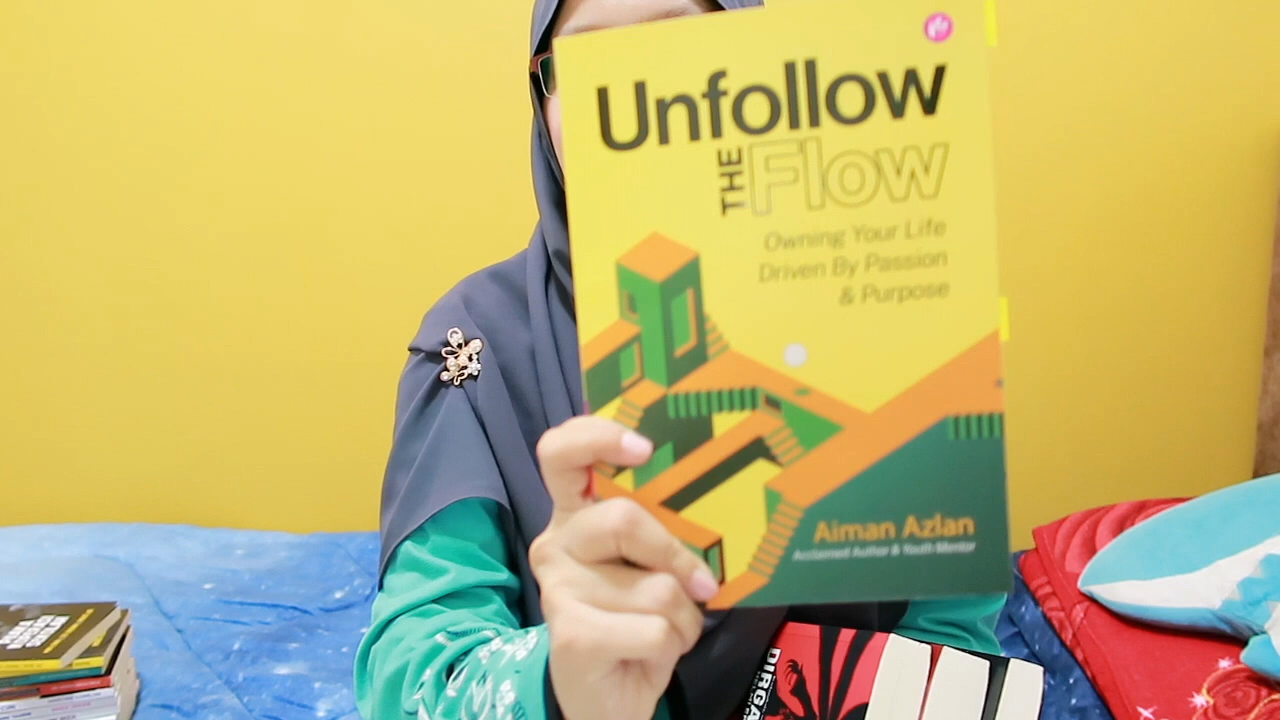 Unfollow
THE Flow
Owning Your Life
Driven By Passion
& Purpose
Aiman Azlan
Acclaimed Author & Youth Mentor
DIRGA